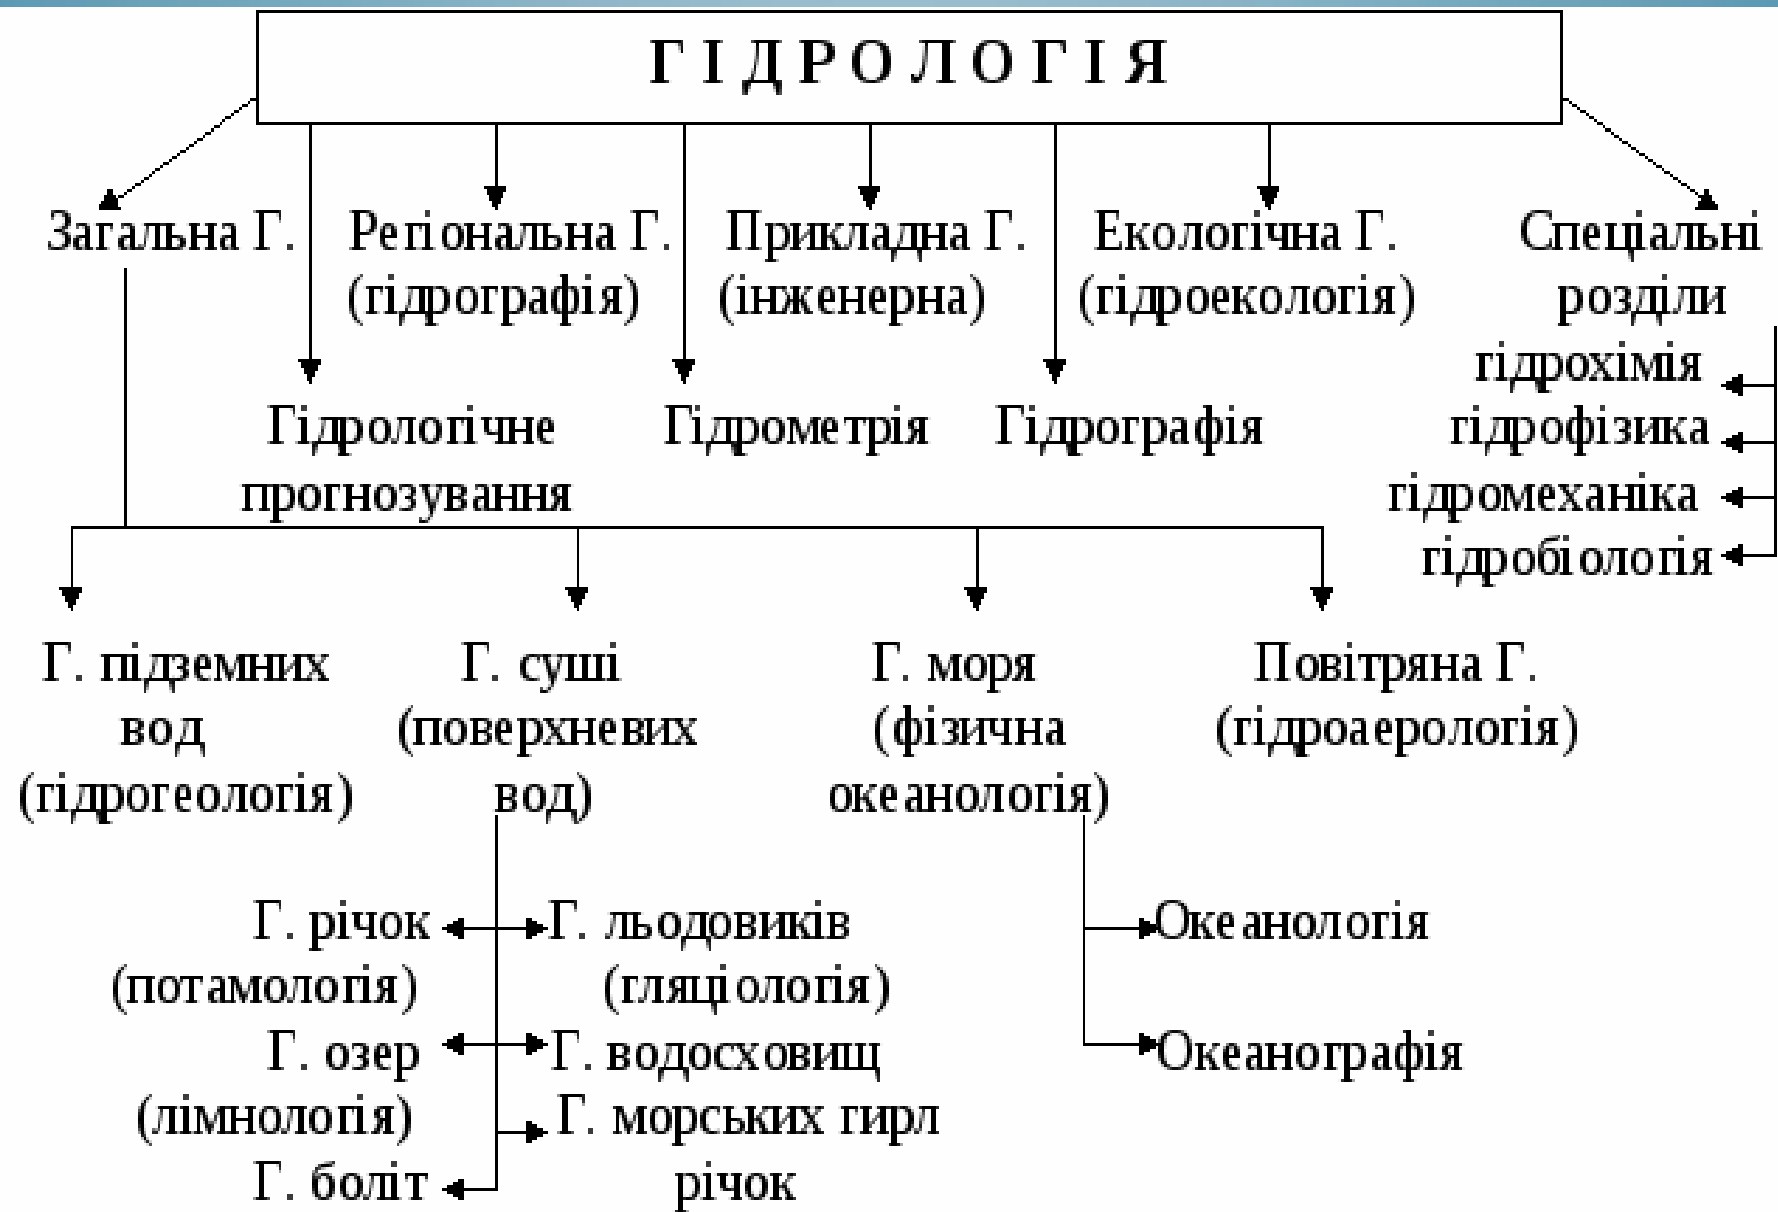 ГІДРОЛОГІЯ
Загальна Г.
Регіональна Г.
(гідрографія)
Прикладна Г.
(інженерна)
Екологічна Г.
(гідроекологія)
Спеціальні
розділи
гідрохімія
гідрофізика
гідромеханіка
гідробіологія
Гідрологічне
прогнозування
Гідрометрія
Гідрографія
Г. підземних
вод
(гідрогеологія)
Г. суші
(поверхневих
вод)
Г. моря
(фізична
океанологія)
Повітряна Г.
(гідроаерологія)
Г. річок
(потамологія)
Г. озер
(лімнологія)
Г. боліт
Г. льодовиків
(гляціологія)
Г. водосховищ
Г. морських гирл
річок
Океанологія
Океанографія